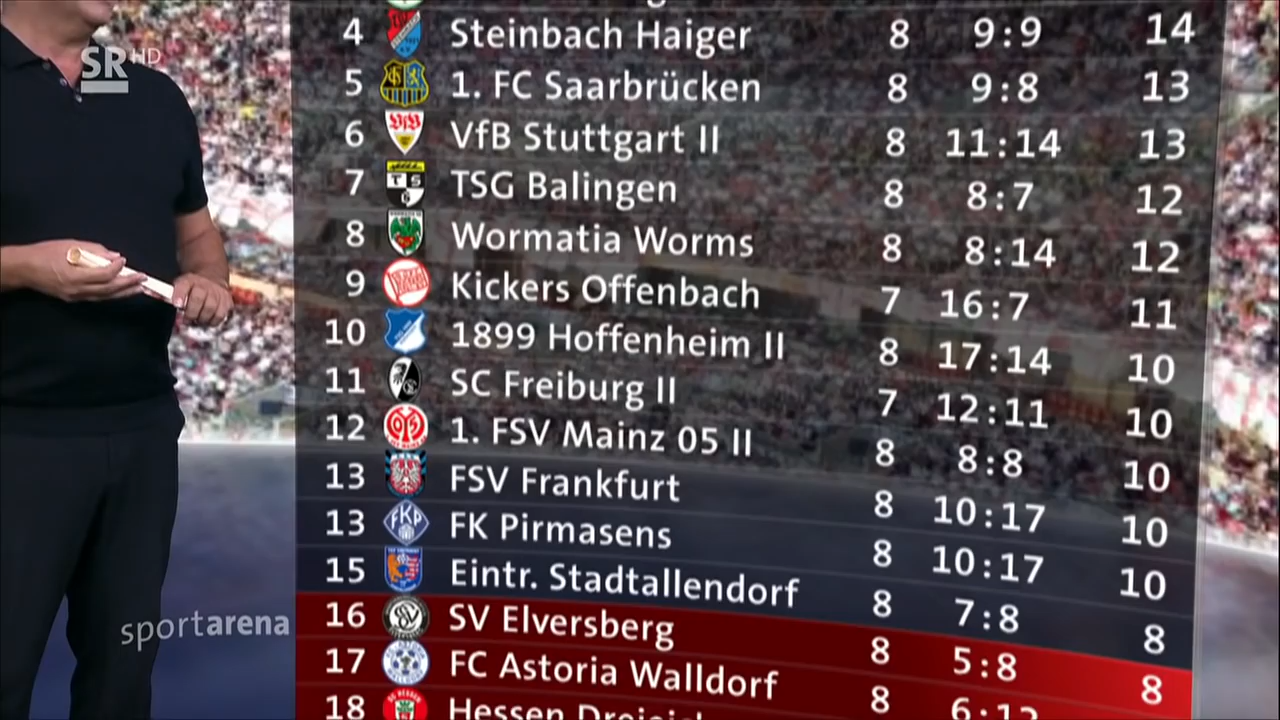 SR HD
4 Steinbach Haiger 8 9:9 14
5 1. FC Saarbrücken 8 9:8 13
6 VfB Stuttgart II 8 11:14 13
7 TSG Balingen 8 8:7 12
8 Wormatia Worms 8 8:14 12
9 Kickers Offenbach 7 16:7 11
10 1899 Hoffenheim II 8 17:14 10
11 SC Freiburg II 7 12:11 10
12 1. FSV Mainz 05 II 8 8:8 10
13 FSV Frankfurt 8 10:17 10
13 FK Pirmasens 8 10:17 10
15 Eintr. Stadtallendorf 8 7:8 8
16 SV Elversberg 8 5:8 8
17 FC Astoria Walldorf 8
18 Hessen
sportarena